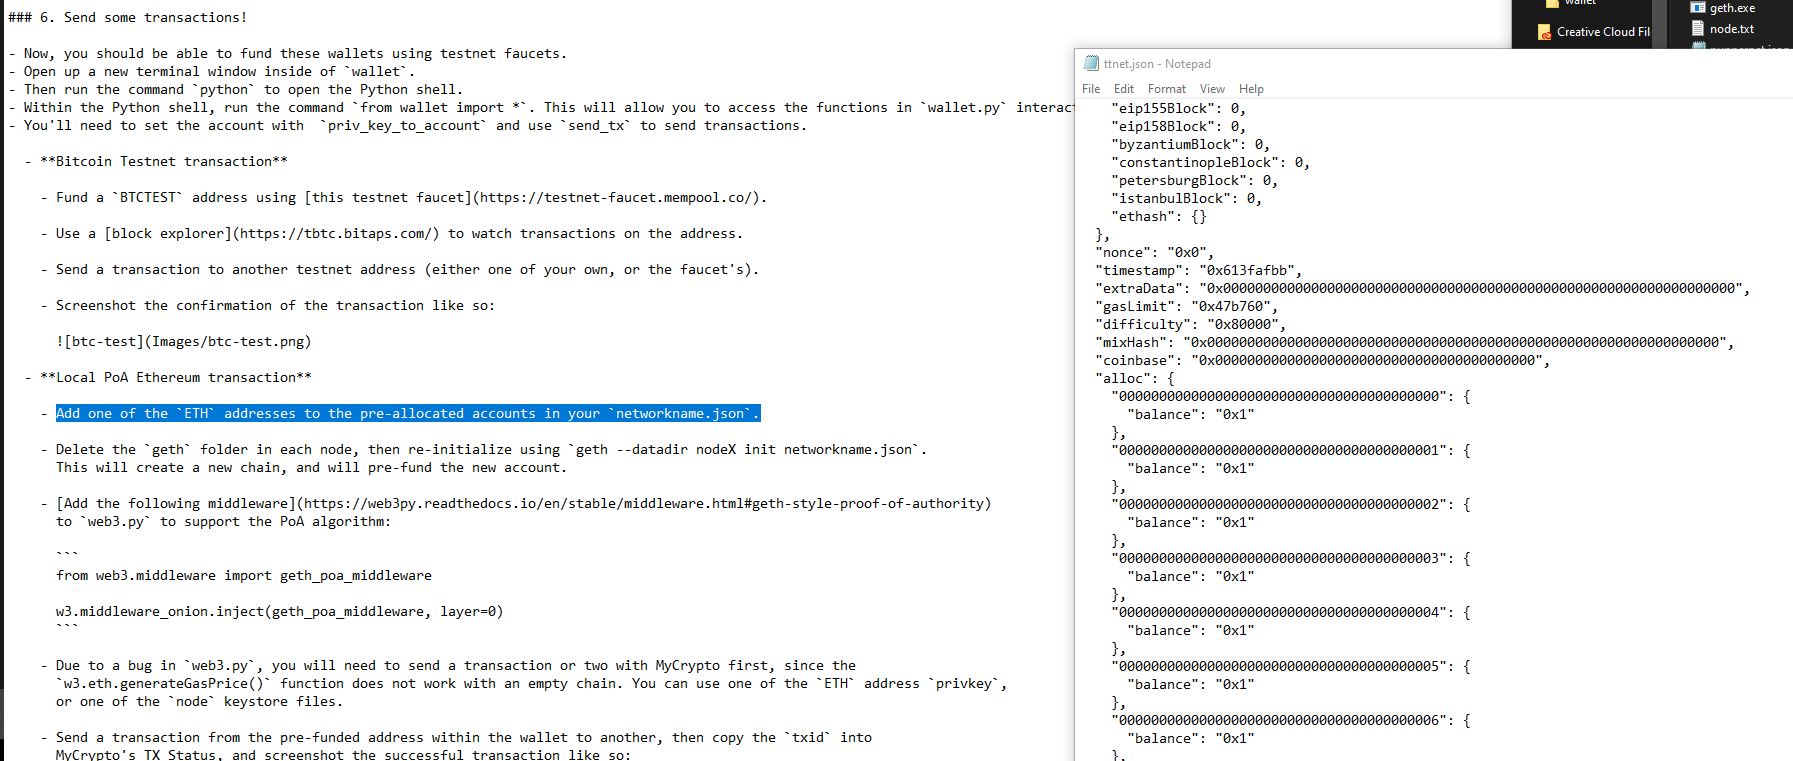 ### 6. Send some transactions!
- Now, you should be able to fund these wallets using testnet faucets.
- Open up a new terminal window inside of `wallet`.
- Then run the command `python` to open the Python shell.
- Within the Python shell, run the command `from wallet import *`. This will allow you to access the functions in `wallet.py` interact
- You'll need to set the account with  `priv_key_to_account` and use `send_tx` to send transactions.
- **Bitcoin Testnet transaction**
- Fund a `BTCTEST` address using [this testnet faucet](https://testnet-faucet.mempool.co/).
- Use a [block explorer](https://tbtc.bitaps.com/) to watch transactions on the address.
- Send a transaction to another testnet address (either one of your own, or the faucet's).
- Screenshot the confirmation of the transaction like so:
![btc-test](Images/btc-test.png)
- **Local PoA Ethereum transaction**
- Add one of the `ETH` addresses to the pre-allocated accounts in your `networkname.json`.
- Delete the `geth` folder in each node, then re-initialize using `geth --datadir nodeX init networkname.json`.
This will create a new chain, and will pre-fund the new account.
- [Add the following middleware](https://web3py.readthedocs.io/en/stable/middleware.html#geth-style-proof-of-authority)
to `web3.py` to support the PoA algorithm:
```
from web3.middleware import geth_poa_middleware
w3.middleware_onion.inject(geth_poa_middleware, layer=0)
```
- Due to a bug in `web3.py`, you will need to send a transaction or two with MyCrypto first, since the
`w3.eth.generateGasPrice()` function does not work with an empty chain. You can use one of the `ETH` address `privkey`,
or one of the `node` keystore files.
- Send a transaction from the pre-funded address within the wallet to another, then copy the `txid` into
MyCrypto's TX Status, and screenshot the successful transaction like so:
wallet
Creative Cloud Fil
geth.exe
node.txt
ttnet.json - Notepad
File Edit Format View Help
"eip155Block": 0,
"eip158Block": 0,
"byzantiumBlock": 0,
"constantinopleBlock": 0,
"petersburgBlock": 0,
"istanbulBlock": 0,
"ethash": {}
},
"nonce": "0x0",
"timestamp": "0x613fafbb",
"extraData": "0x0000000000000000000000000000000000000000000000000000000000000000",
"gasLimit": "0x47b760",
"difficulty": "0x80000",
"mixHash": "0x0000000000000000000000000000000000000000000000000000000000000000",
"coinbase": "0x0000000000000000000000000000000000000000",
"alloc": {
"0000000000000000000000000000000000000000": {
"balance": "0x1"
},
"0000000000000000000000000000000000000001": {
"balance": "0x1"
},
"0000000000000000000000000000000000000002": {
"balance": "0x1"
},
"0000000000000000000000000000000000000003": {
"balance": "0x1"
},
"0000000000000000000000000000000000000004": {
"balance": "0x1"
},
"0000000000000000000000000000000000000005": {
"balance": "0x1"
},
"0000000000000000000000000000000000000006": {
"balance": "0x1"
},